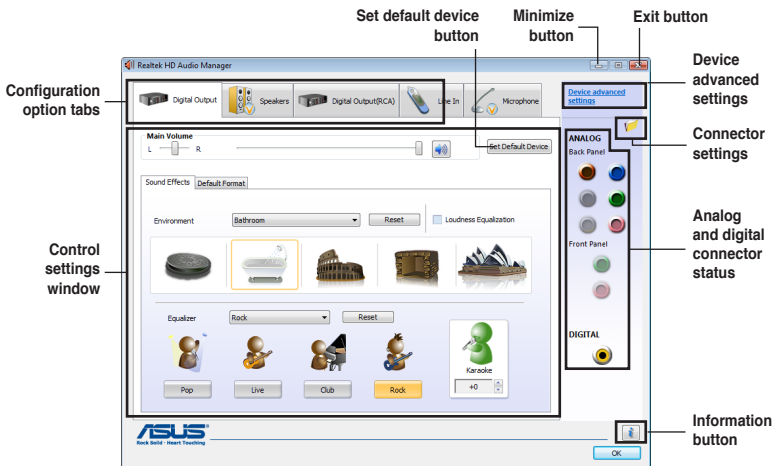 Set default device
button
Minimize
button
Exit button
Configuration
option tabs
Control
settings
window
Device
advanced
settings
Connector
settings
Analog
and digital
connector
status
Information
button
Realtek HD Audio Manager
Digital Output
Speakers
Digital Output(RCA)
Line In
Microphone
Device advanced
settings
Main Volume
L
R
Set Default Device
Sound Effects
Default Format
Environment
Bathroom
Reset
Loudness Equalization
Equalizer
Rock
Reset
Pop
Live
Club
Rock
Karaoke
+0
ANALOG
Back Panel
Front Panel
DIGITAL
ASUS
Rock Solid · Heart Touching
i
OK